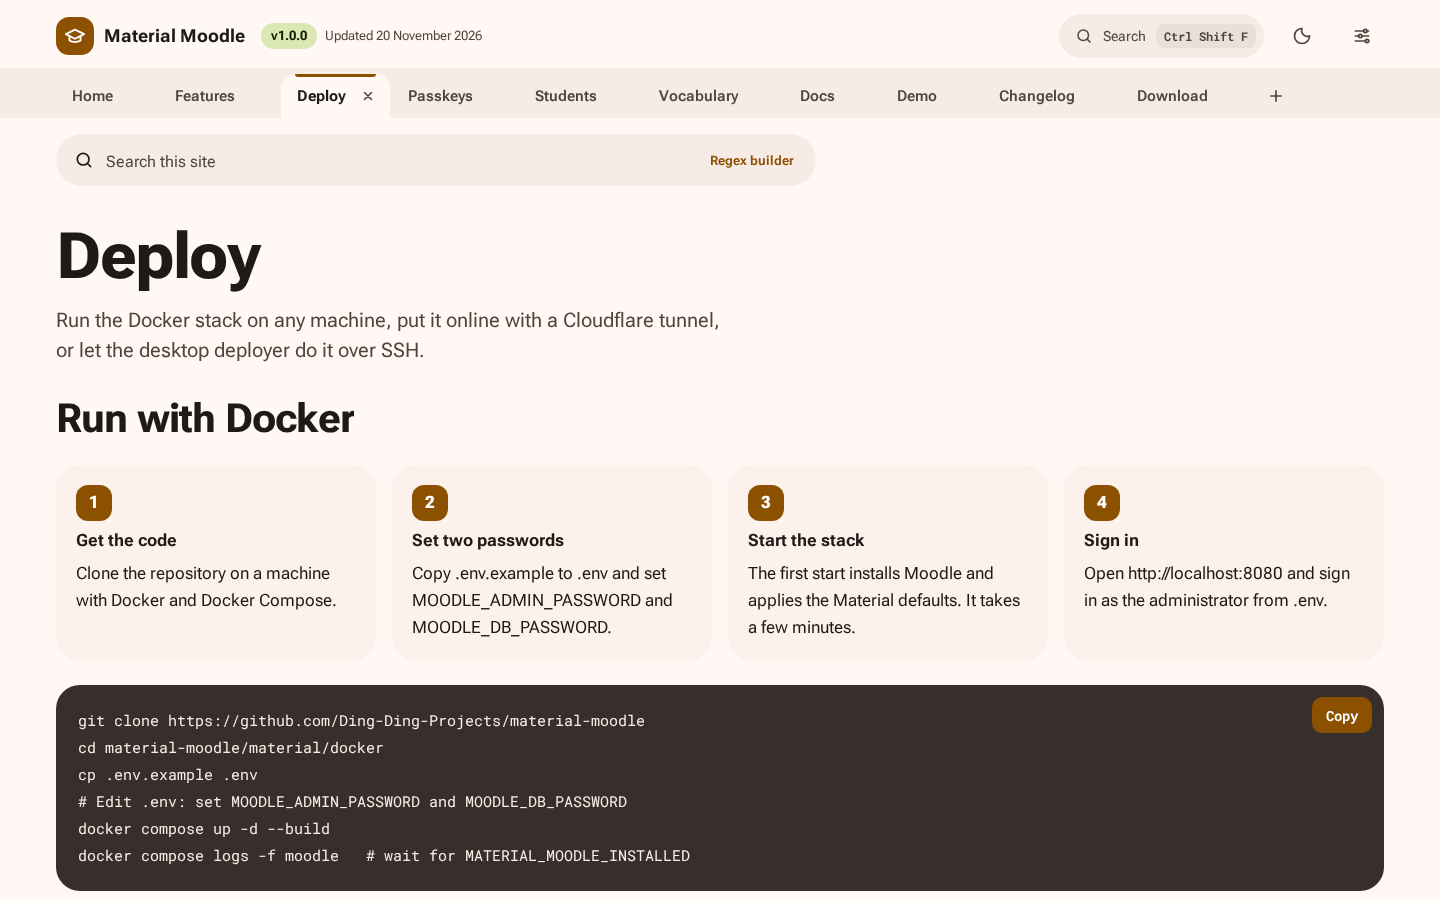 Material Moodle v1.0.0 Updated 20 November 2026 Search Ctrl Shift F
Home Features Deploy Passkeys Students Vocabulary Docs Demo Changelog Download
Search this site Regex builder
Deploy
Run the Docker stack on any machine, put it online with a Cloudflare tunnel,
or let the desktop deployer do it over SSH.
Run with Docker
1
Get the code
Clone the repository on a machine
with Docker and Docker Compose.
2
Set two passwords
Copy .env.example to .env and set
MOODLE_ADMIN_PASSWORD and
MOODLE_DB_PASSWORD.
3
Start the stack
The first start installs Moodle and
applies the Material defaults. It takes
a few minutes.
4
Sign in
Open http://localhost:8080 and sign
in as the administrator from .env.
Copy
git clone https://github.com/Ding-Ding-Projects/material-moodle
cd material-moodle/material/docker
cp .env.example .env
# Edit .env: set MOODLE_ADMIN_PASSWORD and MOODLE_DB_PASSWORD
docker compose up -d --build
docker compose logs -f moodle   # wait for MATERIAL_MOODLE_INSTALLED